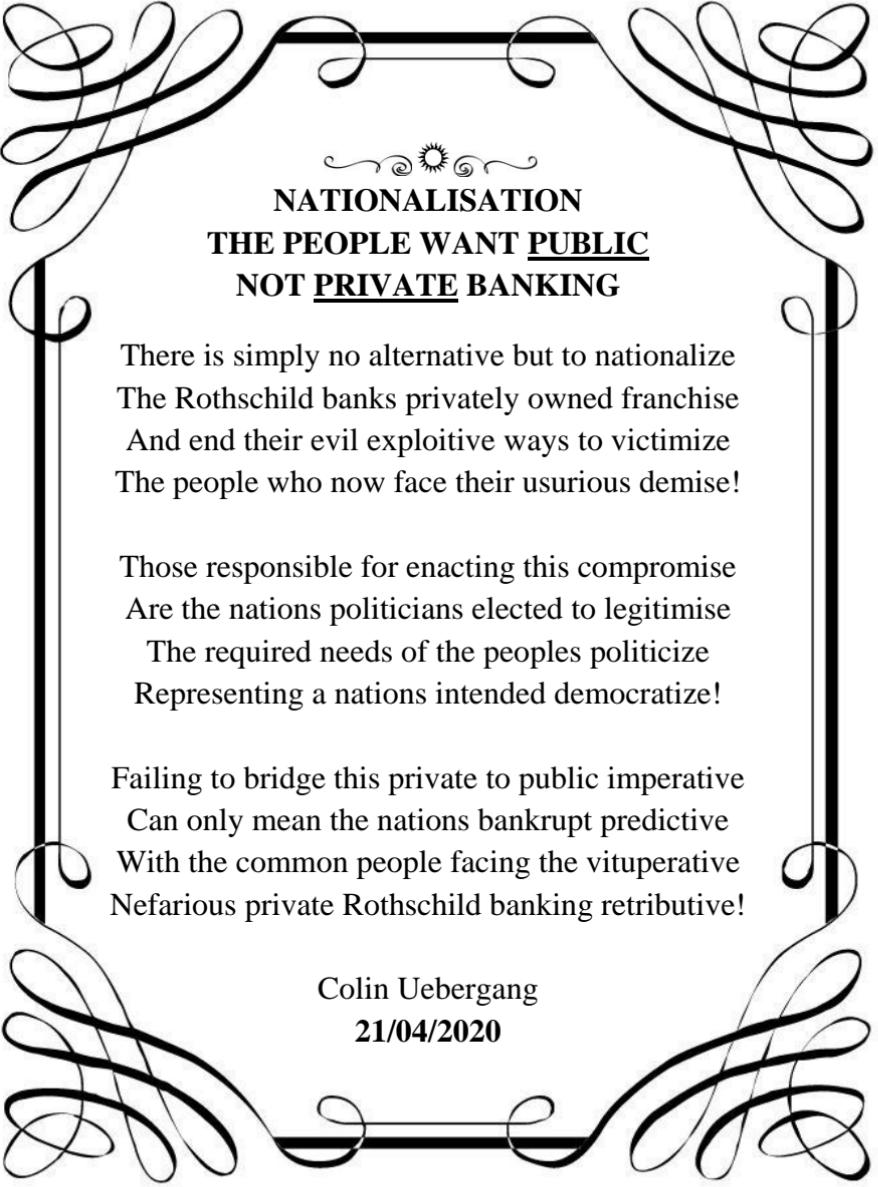 NATIONALISATION
THE PEOPLE WANT PUBLIC
NOT PRIVATE BANKING
There is simply no alternative but to nationalize
The Rothschild banks privately owned franchise
And end their evil exploitive ways to victimize
The people who now face their usurious demise!
Those responsible for enacting this compromise
Are the nations politicians elected to legitimise
The required needs of the peoples politicize
Representing a nations intended democratize!
Failing to bridge this private to public imperative
Can only mean the nations bankrupt predictive
With the common people facing the vituperative
Nefarious private Rothschild banking retributive!
Colin Uebergang
21/04/2020